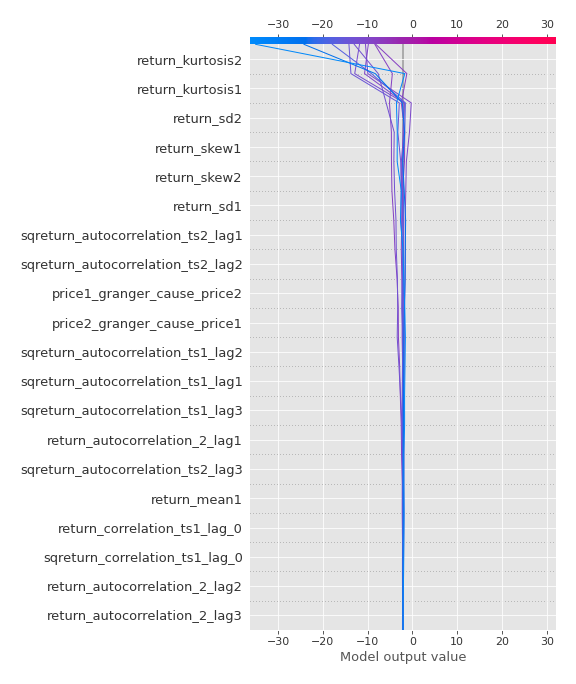 −30 −20 −10 0 10 20 30
return_kurtosis2
return_kurtosis1
return_sd2
return_skew1
return_skew2
return_sd1
sqreturn_autocorrelation_ts2_lag1
sqreturn_autocorrelation_ts2_lag2
price1_granger_cause_price2
price2_granger_cause_price1
sqreturn_autocorrelation_ts1_lag2
sqreturn_autocorrelation_ts1_lag1
sqreturn_autocorrelation_ts1_lag3
return_autocorrelation_2_lag1
sqreturn_autocorrelation_ts2_lag3
return_mean1
return_correlation_ts1_lag_0
sqreturn_correlation_ts1_lag_0
return_autocorrelation_2_lag2
return_autocorrelation_2_lag3
−30 −20 −10 0 10 20 30
Model output value